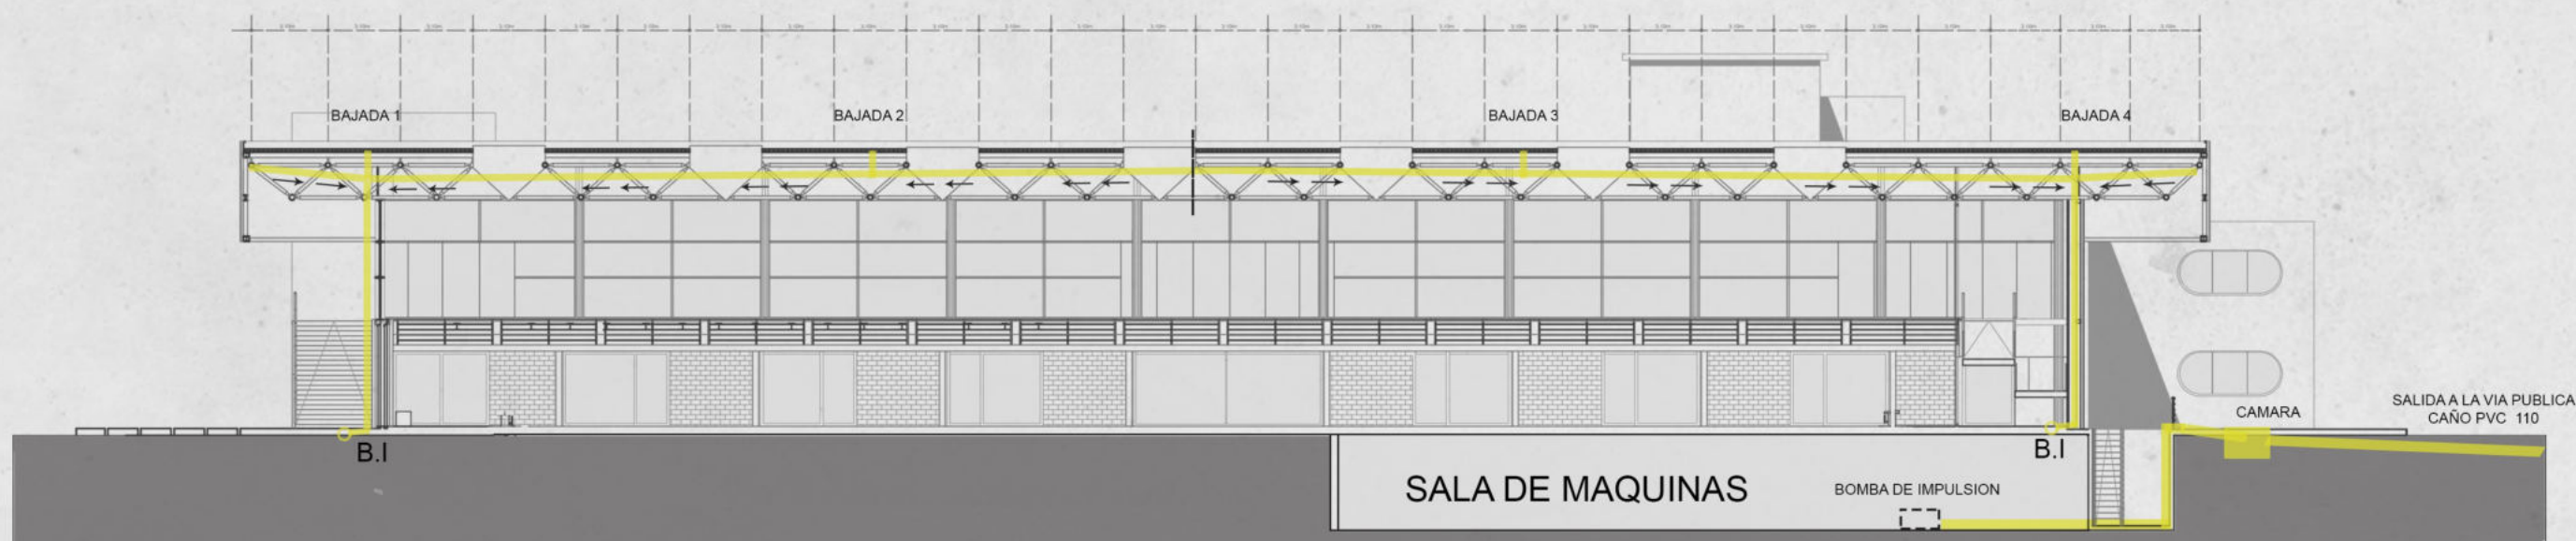 BAJADA 1
BAJADA 2
BAJADA 3
BAJADA 4
SALIDA A LA VIA PUBLICA
CAÑO PVC 110
CAMARA
B.I
B.I
SALA DE MAQUINAS
BOMBA DE IMPULSION